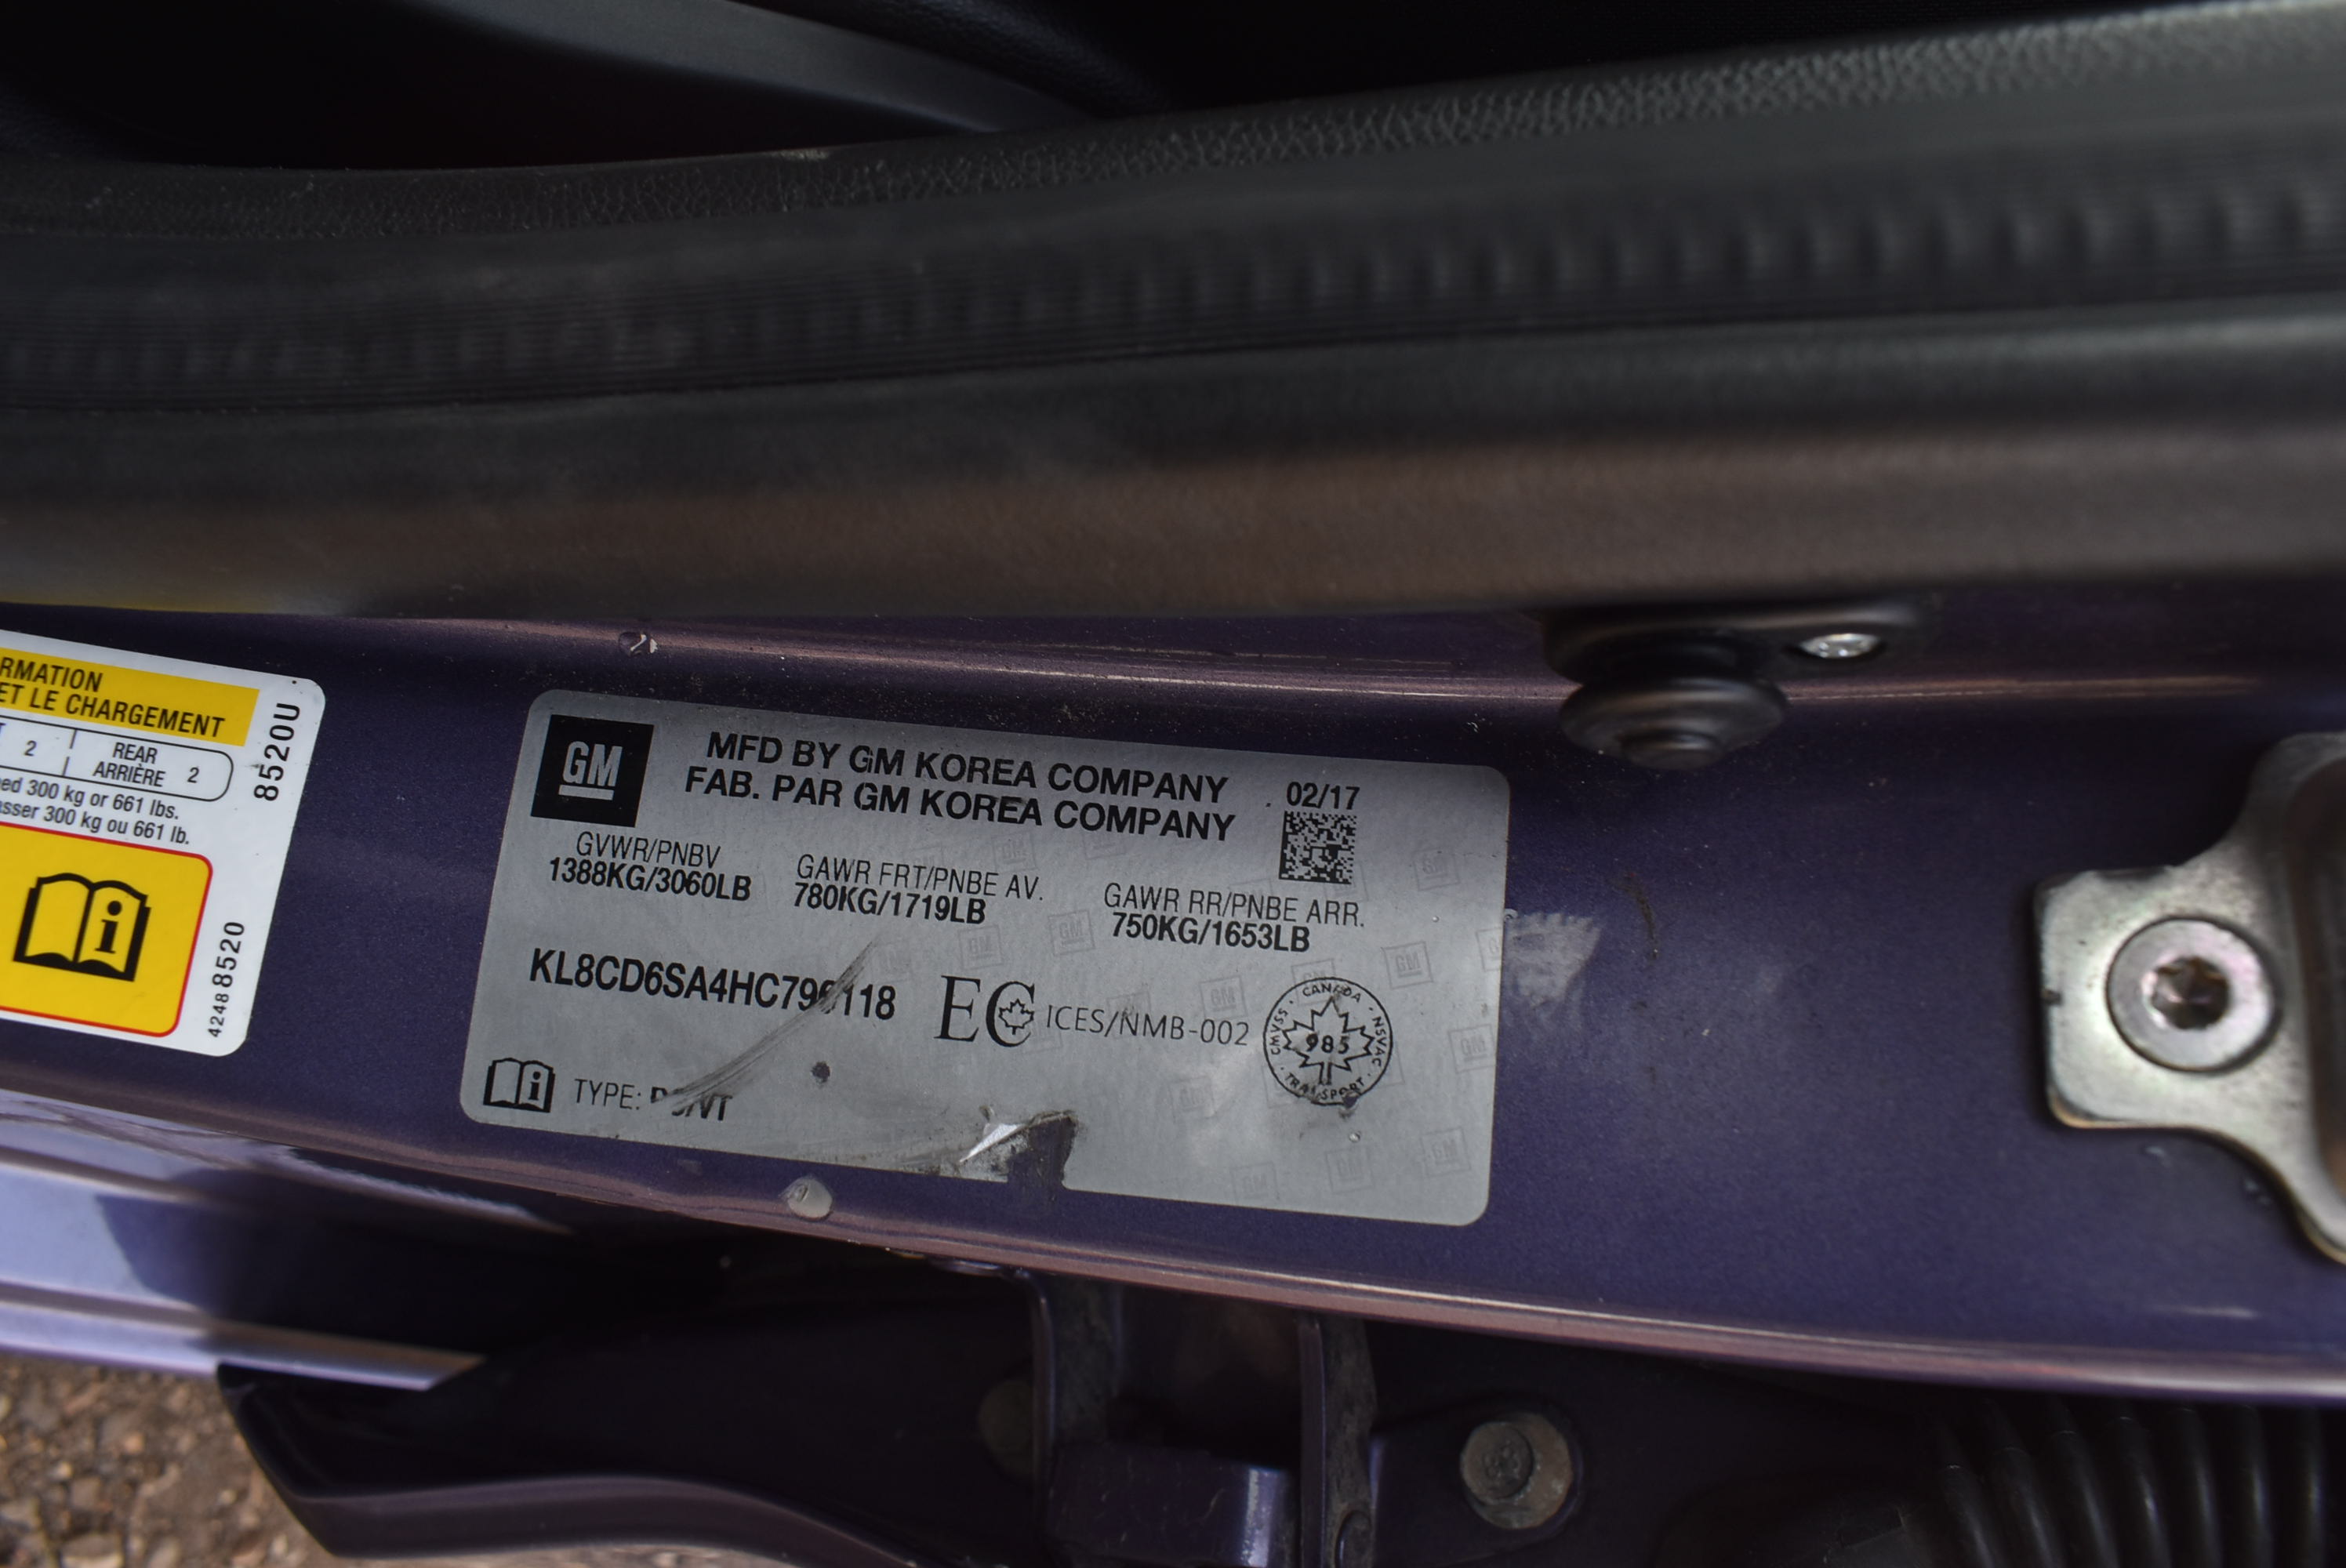 RMATION
ET LE CHARGEMENT
2 REAR
ARRIÈRE 2
ed 300 kg or 661 lbs.
sser 300 kg ou 661 lb.
8520U
42488520
GM
MFD BY GM KOREA COMPANY
FAB. PAR GM KOREA COMPANY
02/17
GVWR/PNBV
1388KG/3060LB
GAWR FRT/PNBE AV.
780KG/1719LB
GAWR RR/PNBE ARR.
750KG/1653LB
EC ICES/NMB-002
CANADA
CMVSS
NSVAC
985
TRANSPORT
TYPE: